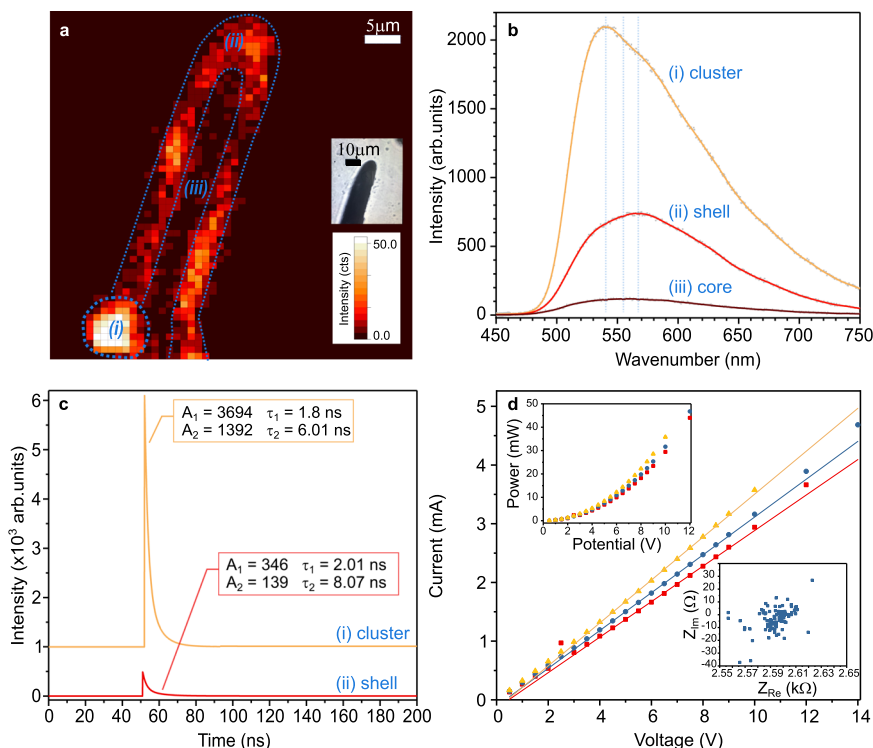 a
5μm
(ii)
(iii)
10μm
(i)
50.0
Intensity (cts)
0.0
b
2000
1500
1000
500
0
Intensity (arb.units)
(i) cluster
(ii) shell
(iii) core
450 500 550 600 650 700 750
Wavenumber (nm)
c
6
5
4
3
2
1
0
Intensity (x10³ arb.units)
A₁ = 3694 τ₁ = 1.8 ns
A₂ = 1392 τ₂ = 6.01 ns
A₁ = 346 τ₁ = 2.01 ns
A₂ = 139 τ₂ = 8.07 ns
(i) cluster
(ii) shell
0 20 40 60 80 100 120 140 160 180 200
Time (ns)
d
5
4
3
2
1
0
Current (mA)
50
40
30
20
10
0
Power (mW)
0 2 4 6 8 10 12
Potential (V)
40
30
20
10
0
-10
-20
-30
-40
Z_Im (Ω)
2.55 2.57 2.59 2.61 2.63 2.65
Z_Re (kΩ)
0 2 4 6 8 10 12 14
Voltage (V)